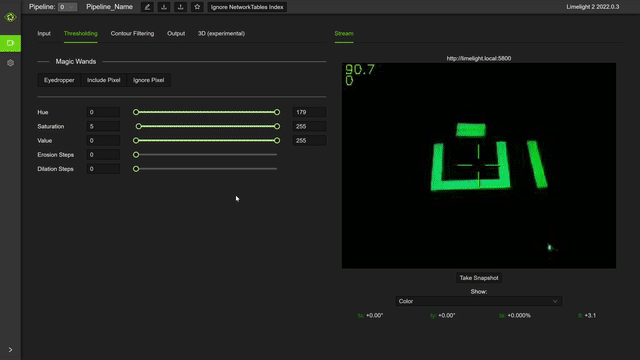 Pipeline: 0 Pipeline_Name Ignore NetworkTables Index Limelight 2 2022.0.3
Input Thresholding Contour Filtering Output 3D (experimental) Stream
Magic Wands
http://limelight.local:5800
Eyedropper Include Pixel Ignore Pixel
90.7
0
Hue 0 179
Saturation 5 255
Value 0 255
Erosion Steps 0
Dilation Steps 0
Take Snapshot
Show:
Color
tx: +0.00° ty: +0.00° ta: +0.000% tl: +3.1